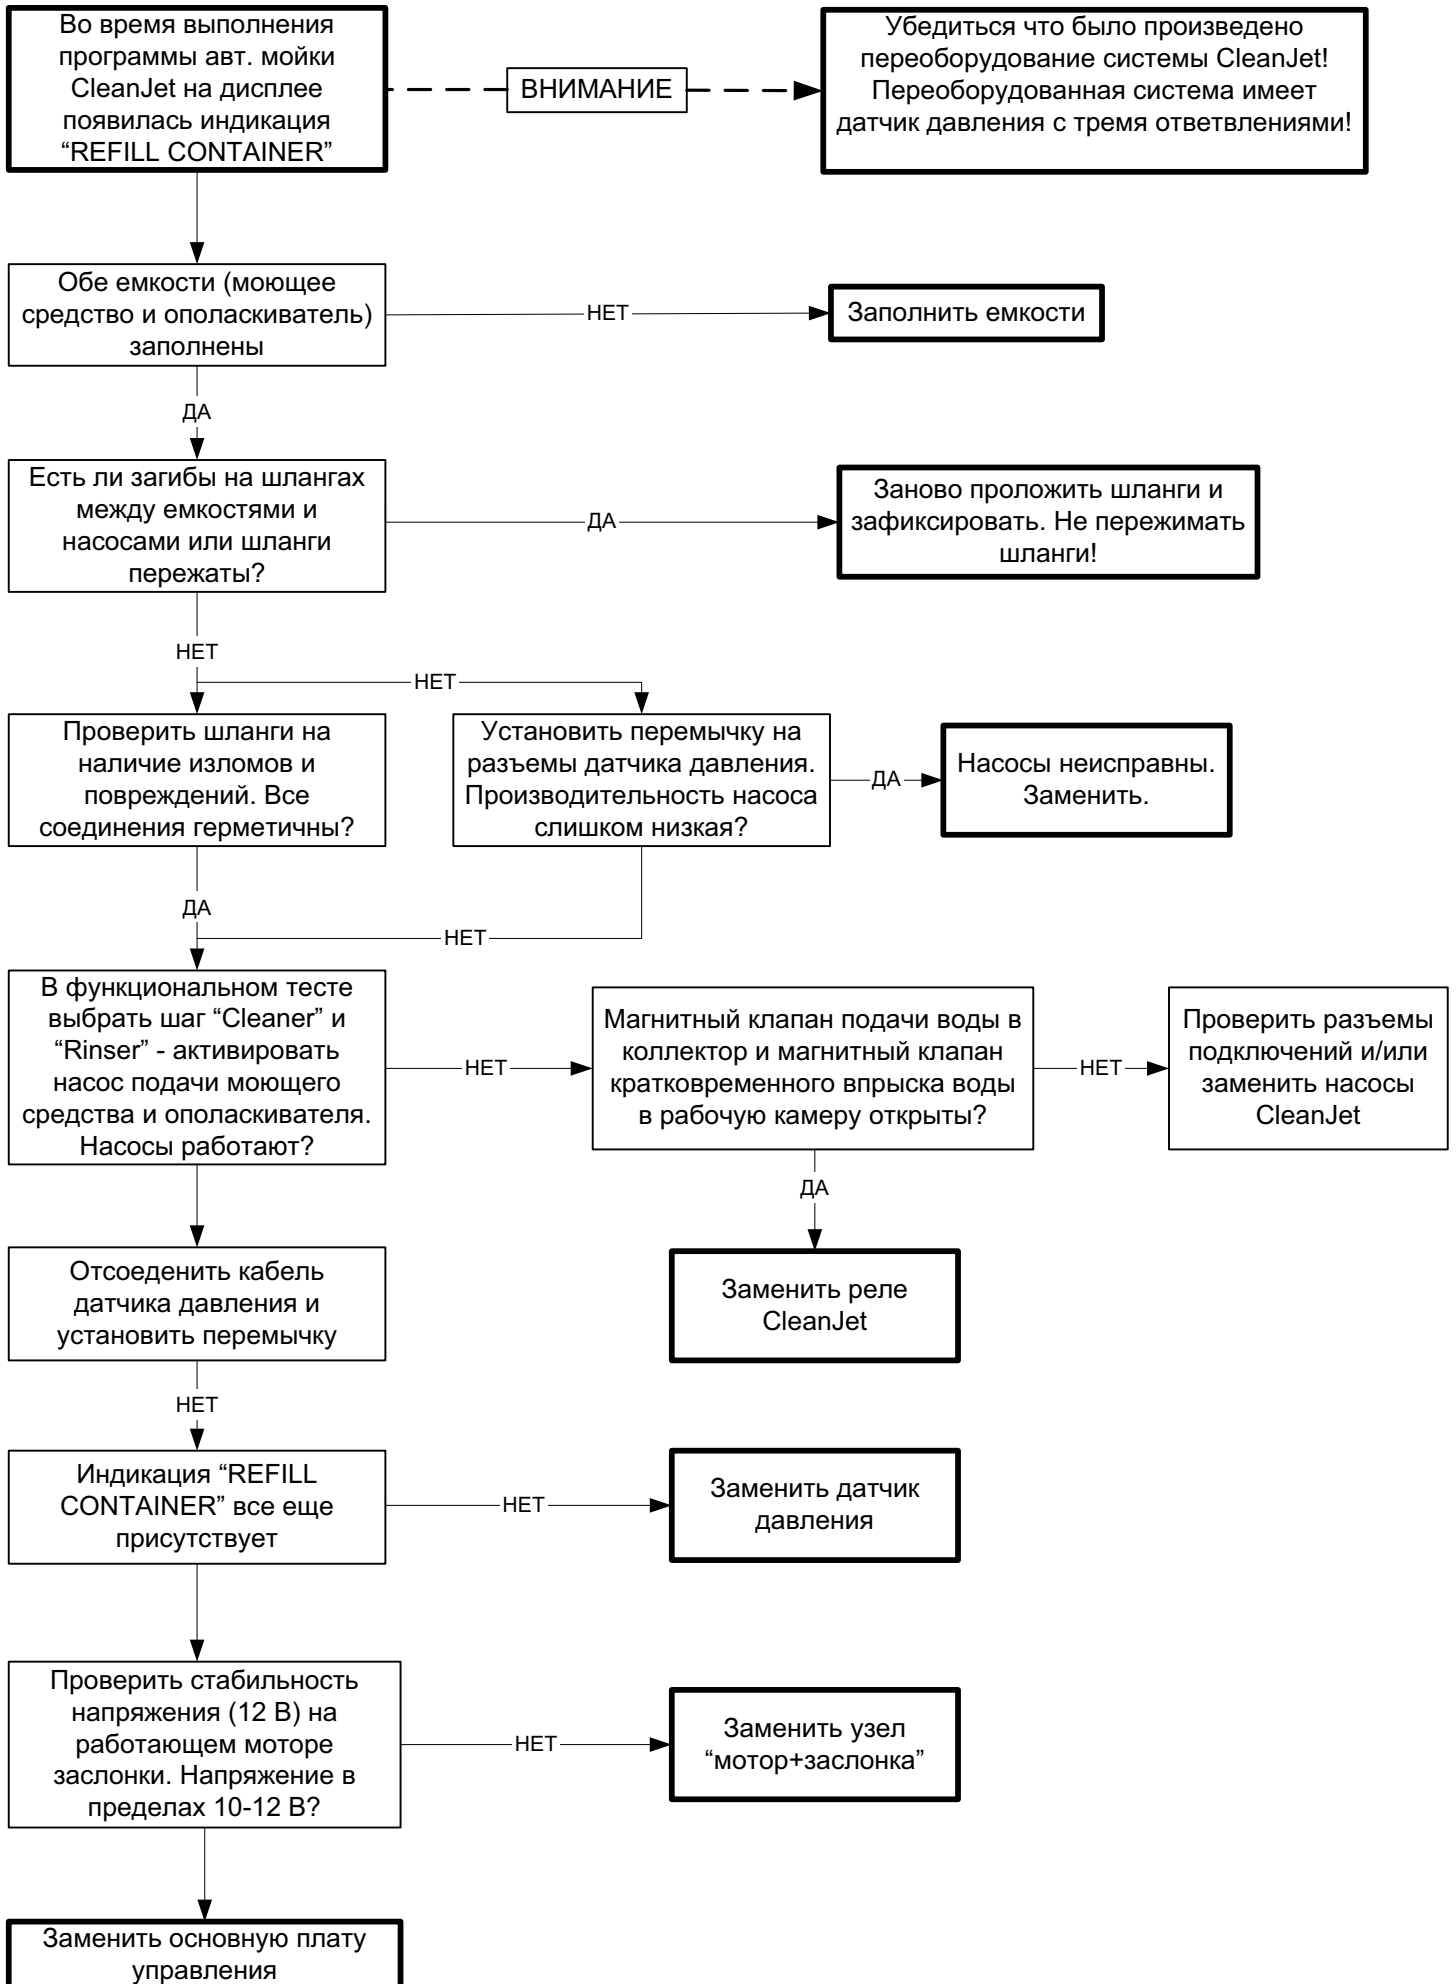 Во время выполнения
программы авт. мойки
CleanJet на дисплее
появилась индикация
“REFILL CONTAINER”
ВНИМАНИЕ
Убедиться что было произведено
переоборудование системы CleanJet!
Переоборудованная система имеет
датчик давления с тремя ответвлениями!
Обе емкости (моющее
средство и ополаскиватель)
заполнены
НЕТ
Заполнить емкости
ДА
Есть ли загибы на шлангах
между емкостями и
насосами или шланги
пережаты?
ДА
Заново проложить шланги и
зафиксировать. Не пережимать
шланги!
НЕТ
НЕТ
Проверить шланги на
наличие изломов и
повреждений. Все
соединения герметичны?
Установить перемычку на
разъемы датчика давления.
Производительность насоса
слишком низкая?
ДА
Насосы неисправны.
Заменить.
ДА
НЕТ
В функциональном тесте
выбрать шаг “Cleaner” и
“Rinser” - активировать
насос подачи моющего
средства и ополаскивателя.
Насосы работают?
НЕТ
Магнитный клапан подачи воды в
коллектор и магнитный клапан
кратковременного впрыска воды
в рабочую камеру открыты?
НЕТ
Проверить разъемы
подключений и/или
заменить насосы
CleanJet
ДА
Заменить реле
CleanJet
Отсоеденить кабель
датчика давления и
установить перемычку
НЕТ
Индикация “REFILL
CONTAINER” все еще
присутствует
НЕТ
Заменить датчик
давления
Проверить стабильность
напряжения (12 В) на
работающем моторе
заслонки. Напряжение в
пределах 10-12 В?
НЕТ
Заменить узел
“мотор+заслонка”
Заменить основную плату
управления